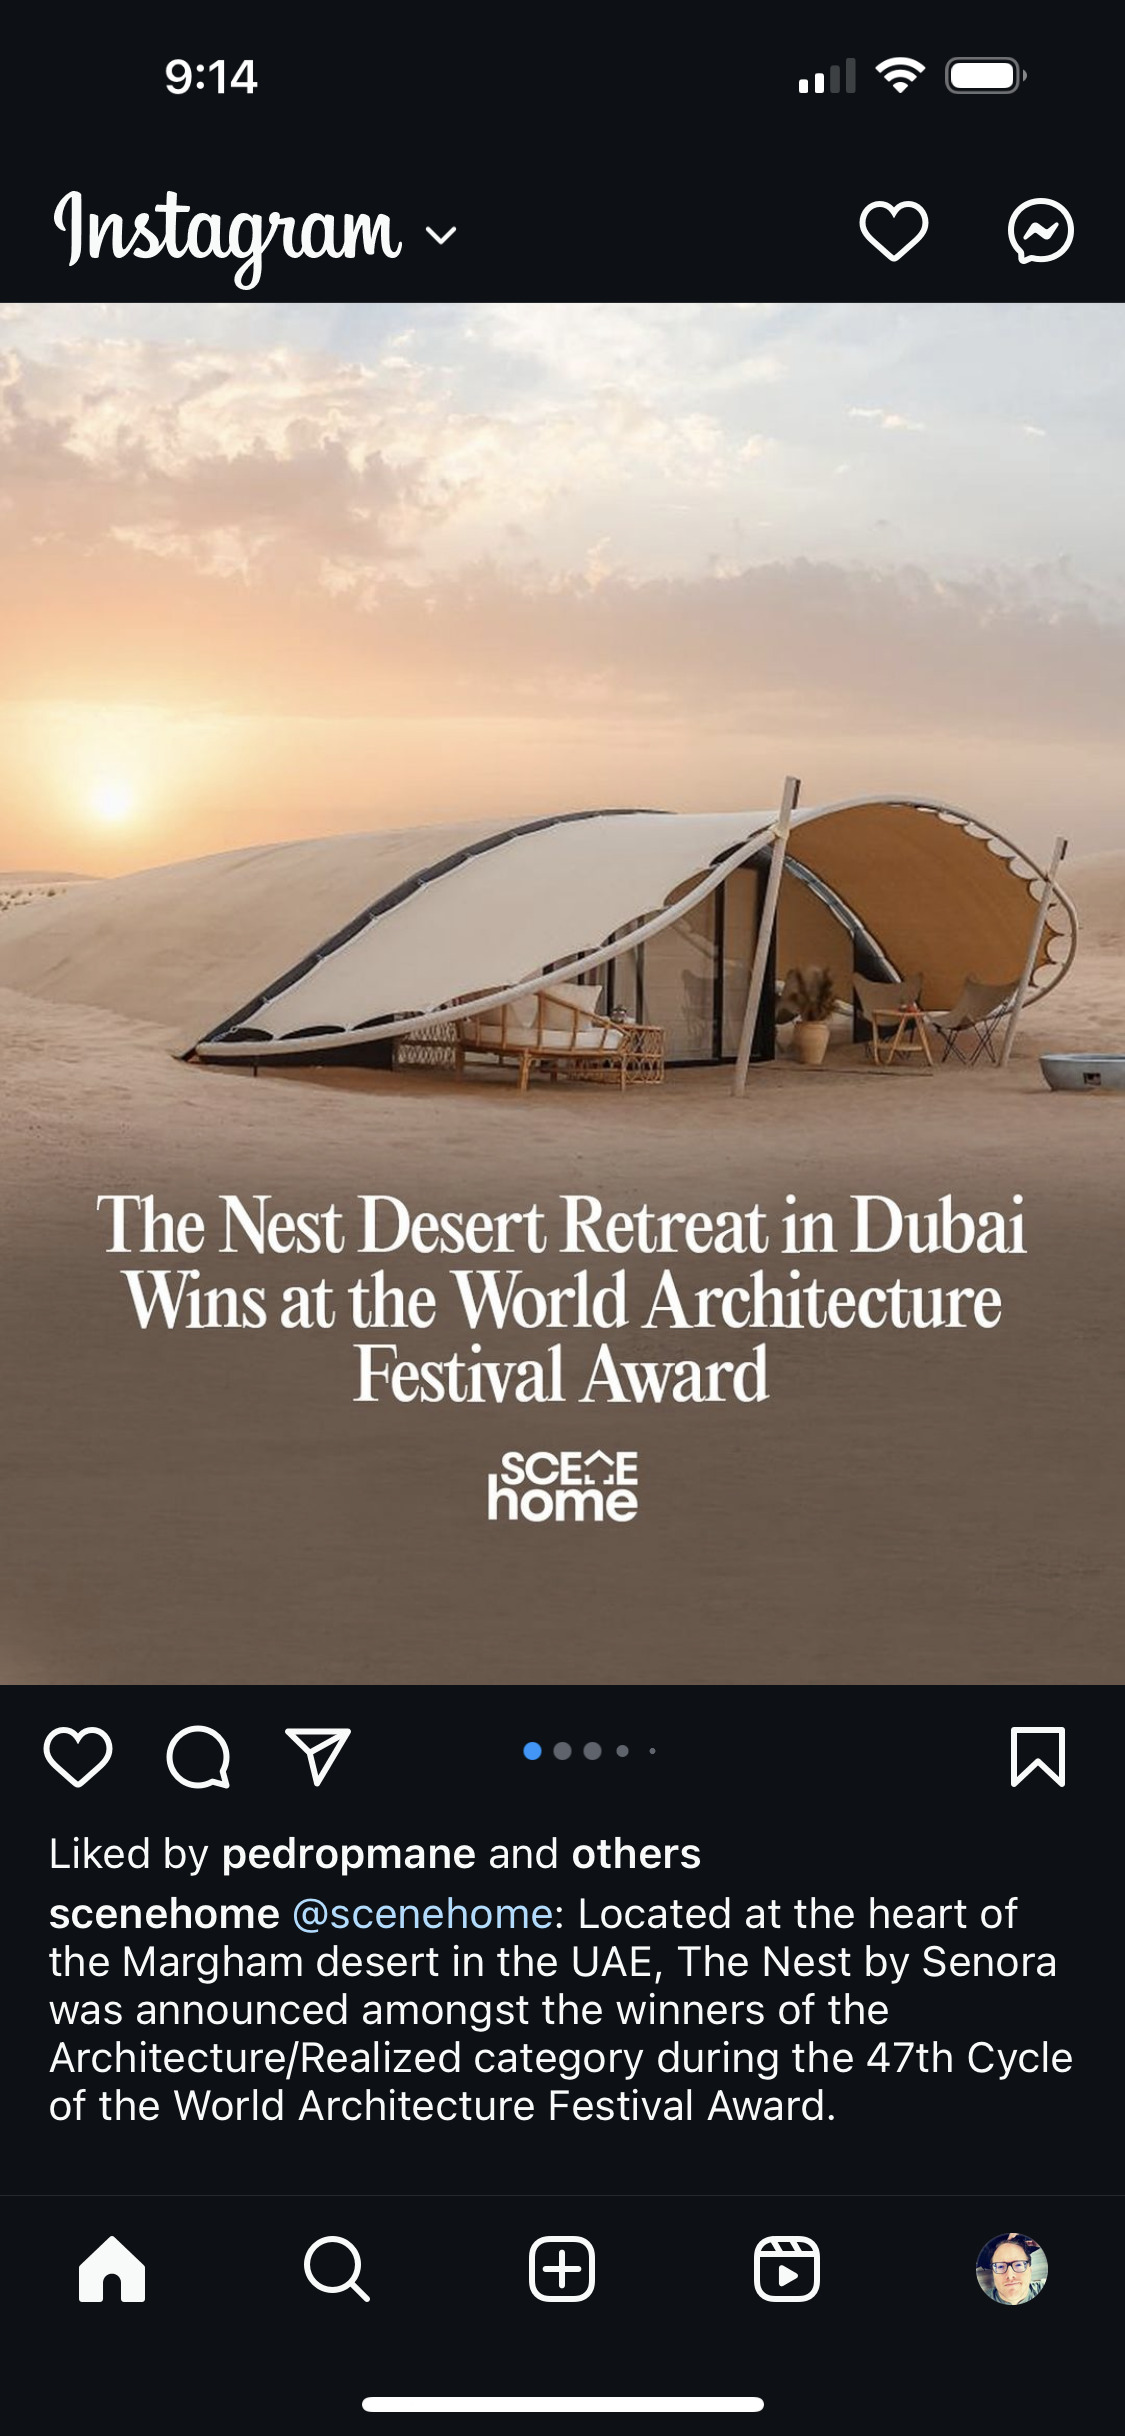 9:14
Instagram
The Nest Desert Retreat in Dubai
Wins at the World Architecture
Festival Award
SCENE
home
Liked by pedropmane and others
scenehome @scenehome: Located at the heart of
the Margham desert in the UAE, The Nest by Senora
was announced amongst the winners of the
Architecture/Realized category during the 47th Cycle
of the World Architecture Festival Award.